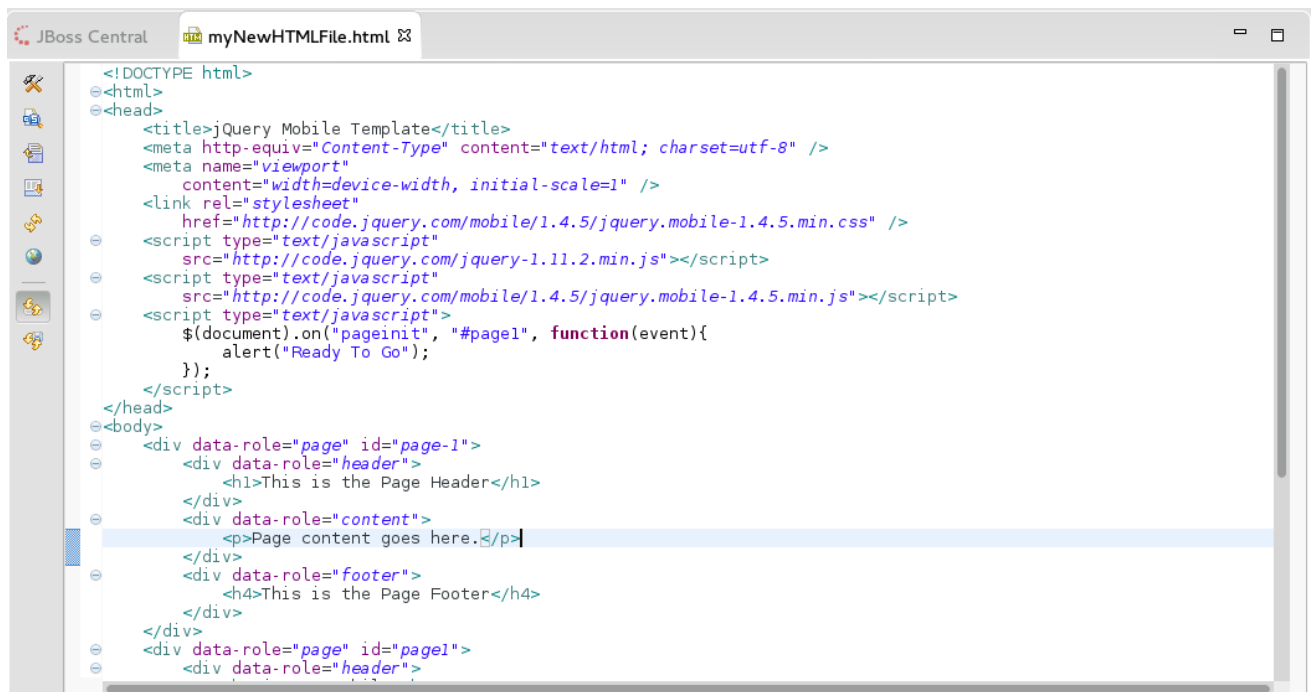 JBoss Central myNewHTMLFile.html
<!DOCTYPE html>
<html>
<head>
    <title>jQuery Mobile Template</title>
    <meta http-equiv="Content-Type" content="text/html; charset=utf-8" />
    <meta name="viewport"
        content="width=device-width, initial-scale=1" />
    <link rel="stylesheet"
        href="http://code.jquery.com/mobile/1.4.5/jquery.mobile-1.4.5.min.css" />
    <script type="text/javascript"
        src="http://code.jquery.com/jquery-1.11.2.min.js"></script>
    <script type="text/javascript"
        src="http://code.jquery.com/mobile/1.4.5/jquery.mobile-1.4.5.min.js"></script>
    <script type="text/javascript">
        $(document).on("pageinit", "#page1", function(event){
            alert("Ready To Go");
        });
    </script>
</head>
<body>
    <div data-role="page" id="page-1">
        <div data-role="header">
            <h1>This is the Page Header</h1>
        </div>
        <div data-role="content">
            <p>Page content goes here.</p>
        </div>
        <div data-role="footer">
            <h4>This is the Page Footer</h4>
        </div>
    </div>
    <div data-role="page" id="page1">
        <div data-role="header">